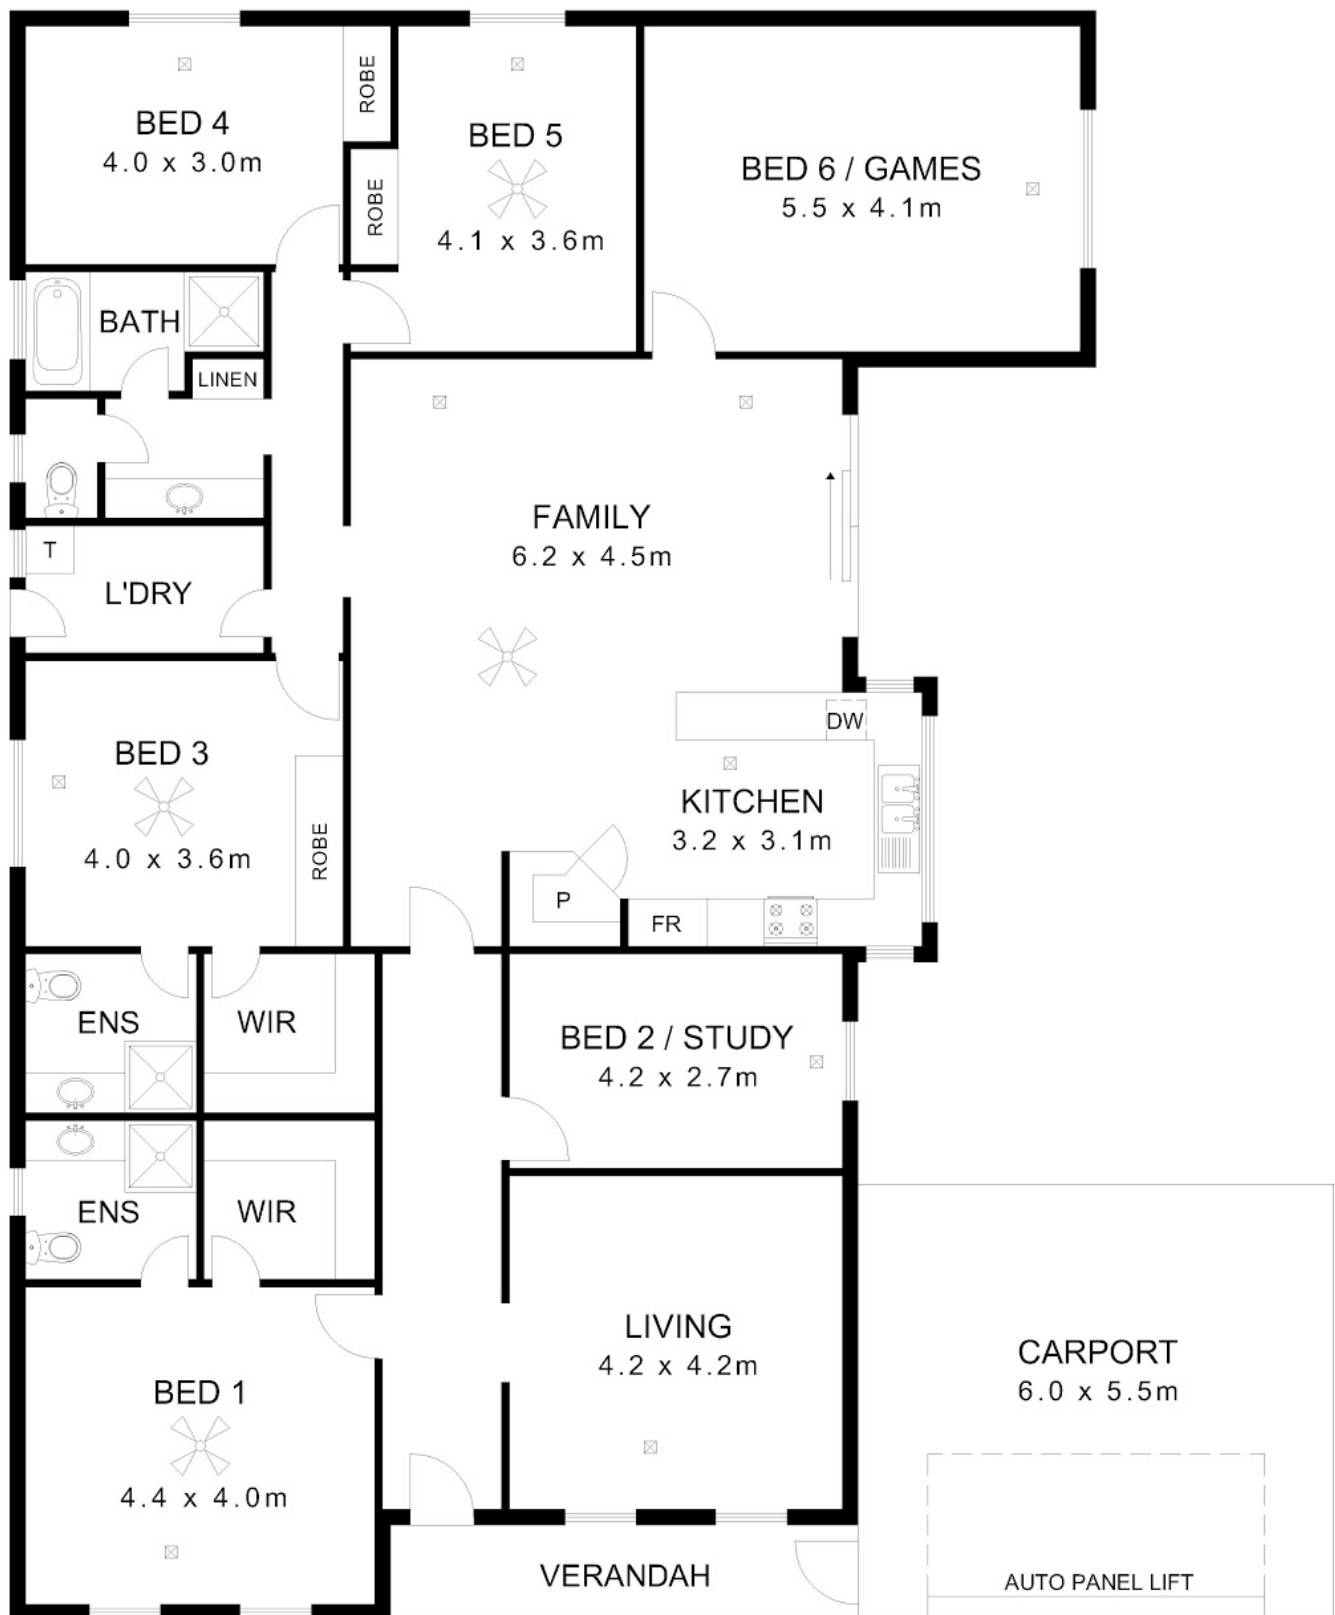 BED 4
4.0 x 3.0m
ROBE
ROBE
BED 5
4.1 x 3.6m
BED 6 / GAMES
5.5 x 4.1m
BATH
LINEN
T
L'DRY
FAMILY
6.2 x 4.5m
BED 3
4.0 x 3.6m
ROBE
DW
KITCHEN
3.2 x 3.1m
P
FR
ENS
WIR
BED 2 / STUDY
4.2 x 2.7m
ENS
WIR
BED 1
4.4 x 4.0m
LIVING
4.2 x 4.2m
CARPORT
6.0 x 5.5m
VERANDAH
AUTO PANEL LIFT